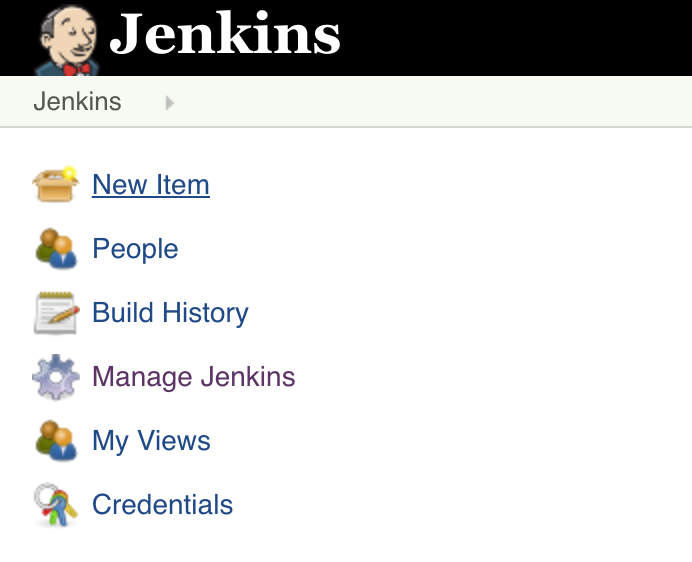 Jenkins
Jenkins
New Item
People
Build History
Manage Jenkins
My Views
Credentials